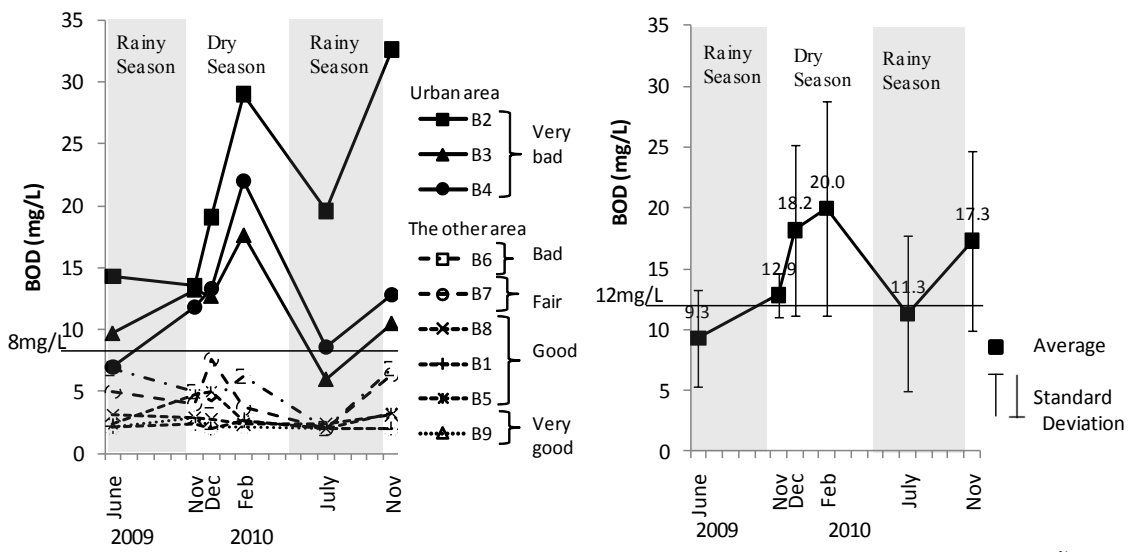 35
30
25
20
15
10
5
0
BOD (mg/L)
8mg/L
Rainy
Season
Dry
Season
Rainy
Season
June
Nov
Dec
Feb
July
Nov
2009
2010
Urban area
B2
B3
B4
Very
bad
The other area
B6
Bad
B7
Fair
B8
B1
B5
Good
B9
Very
good
35
30
25
20
15
10
5
0
BOD (mg/L)
12mg/L
Rainy
Season
Dry
Season
Rainy
Season
9.3
12.9
18.2
20.0
11.3
17.3
June
Nov
Dec
Feb
July
Nov
2009
2010
Average
Standard
Deviation